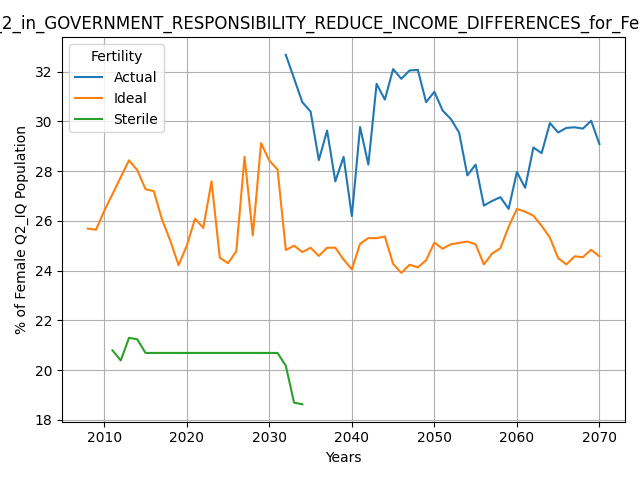 _2_in_GOVERNMENT_RESPONSIBILITY_REDUCE_INCOME_DIFFERENCES_for_Fe
Fertility
Actual
Ideal
Sterile
32
30
28
26
24
22
20
18
% of Female Q2_IQ Population
2010
2020
2030
2040
2050
2060
2070
Years